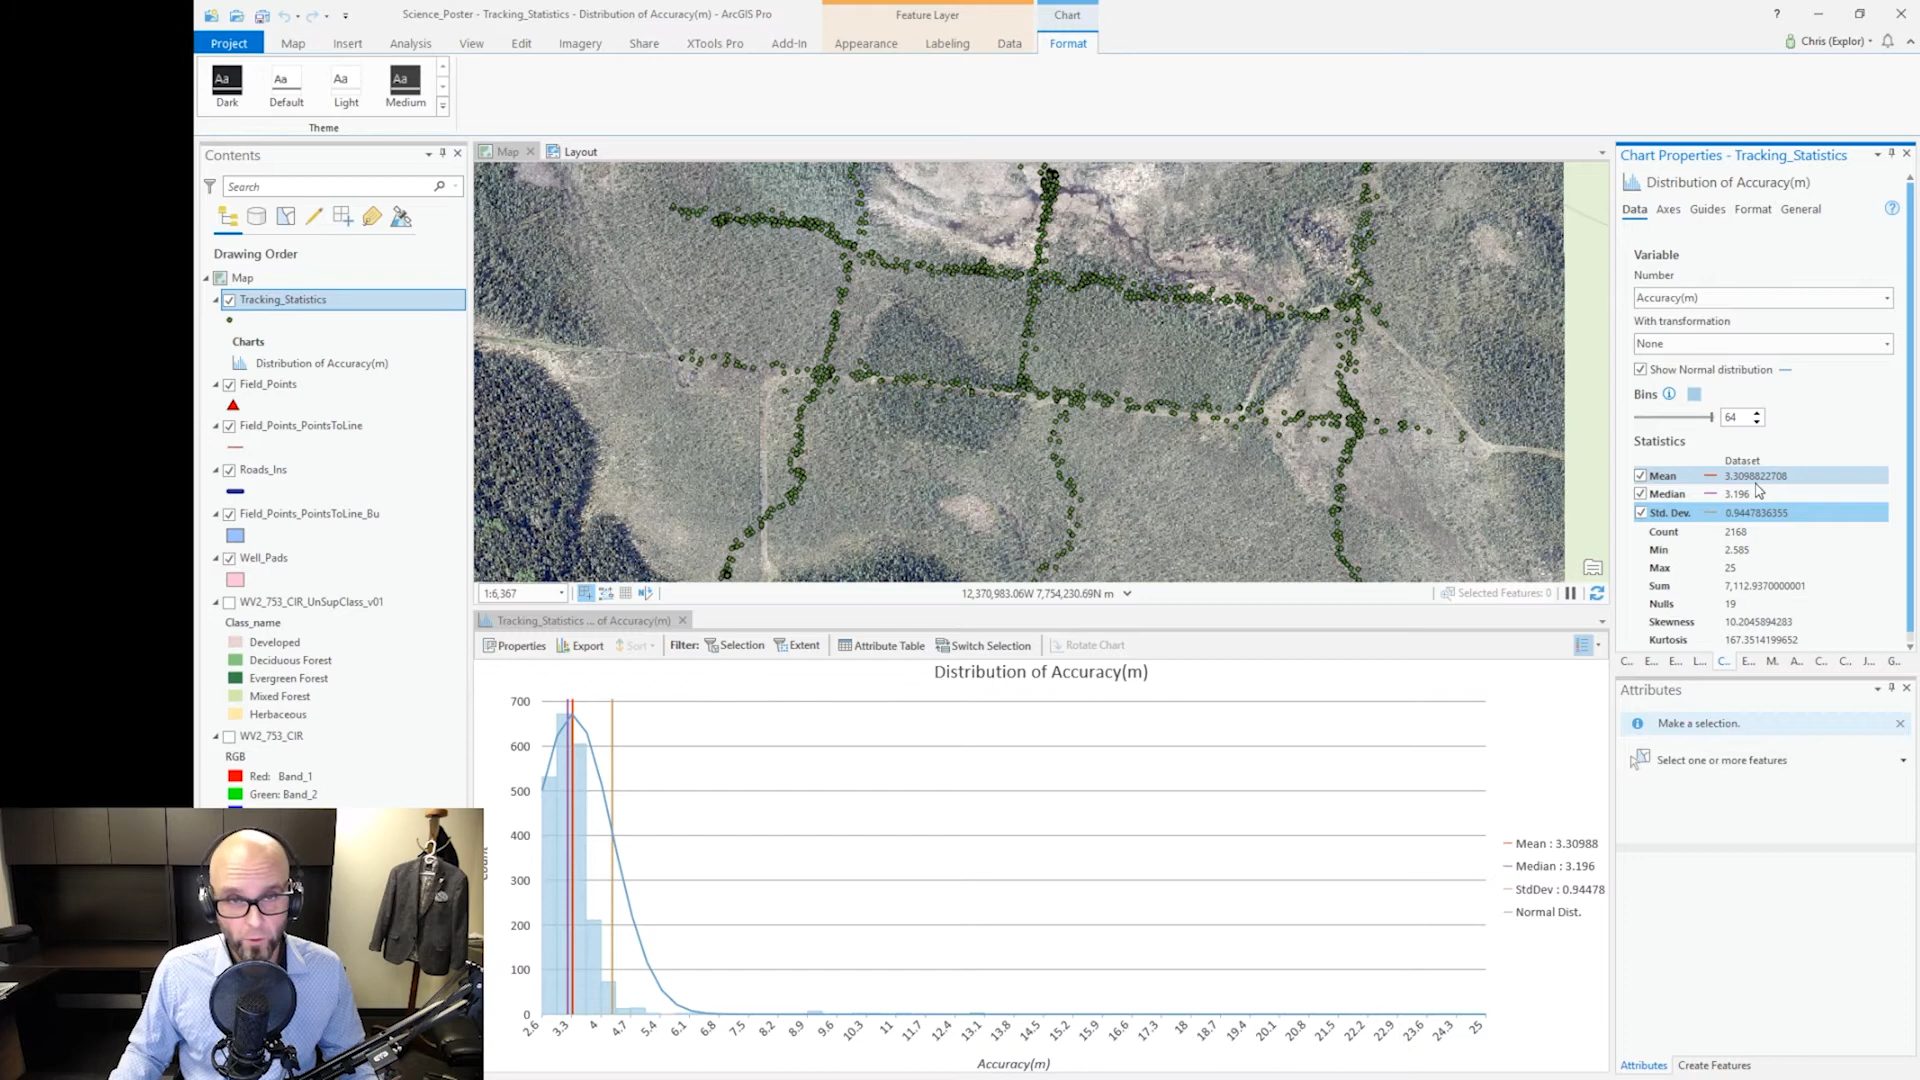 Science_Poster - Tracking_Statistics - Distribution of Accuracy(m) - ArcGIS Pro
Feature Layer
Chart
?
Project
Map
Insert
Analysis
View
Edit
Imagery
Share
XTools Pro
Add-In
Appearance
Labeling
Data
Format
Chris (Explor)
Aa
Aa
Aa
Aa
Dark
Default
Light
Medium
Theme
Contents
Search
Drawing Order
Map
Tracking_Statistics
Charts
Distribution of Accuracy(m)
Field_Points
Field_Points_PointsToLine
Roads_Ins
Field_Points_PointsToLine_Bu
Well_Pads
WV2_753_CIR_UnSupClass_v01
Class_name
Developed
Deciduous Forest
Evergreen Forest
Mixed Forest
Herbaceous
WV2_753_CIR
RGB
Red: Band_1
Green: Band_2
Map
Layout
1:6,367
12,370,983.06W 7,754,230.69N m
Selected Features: 0
Tracking_Statistics ... of Accuracy(m)
Properties
Export
Sort
Filter:
Selection
Extent
Attribute Table
Switch Selection
Rotate Chart
Distribution of Accuracy(m)
700
600
500
400
300
200
100
0
2.6 3.3 4 4.7 5.4 6.1 6.8 7.5 8.2 8.9 9.6 10.3 11 11.7 12.4 13.1 13.8 14.5 15.2 15.9 16.6 17.3 18 18.7 19.4 20.1 20.8 21.5 22.2 22.9 23.6 24.3 25
Accuracy(m)
Mean : 3.30988
Median : 3.196
StdDev : 0.94478
Normal Dist.
Chart Properties - Tracking_Statistics
Distribution of Accuracy(m)
Data Axes Guides Format General
Variable
Number
Accuracy(m)
With transformation
None
Show Normal distribution
Bins
64
Statistics
Dataset
Mean 3.3098822708
Median 3.196
Std. Dev. 0.9447836355
Count 2168
Min 2.585
Max 25
Sum 7,112.9370000001
Nulls 19
Skewness 10.2045894283
Kurtosis 167.3514199652
C... E... E... L... C... E... M. A... C... C... J... G..
Attributes
Make a selection.
Select one or more features
Attributes
Create Features